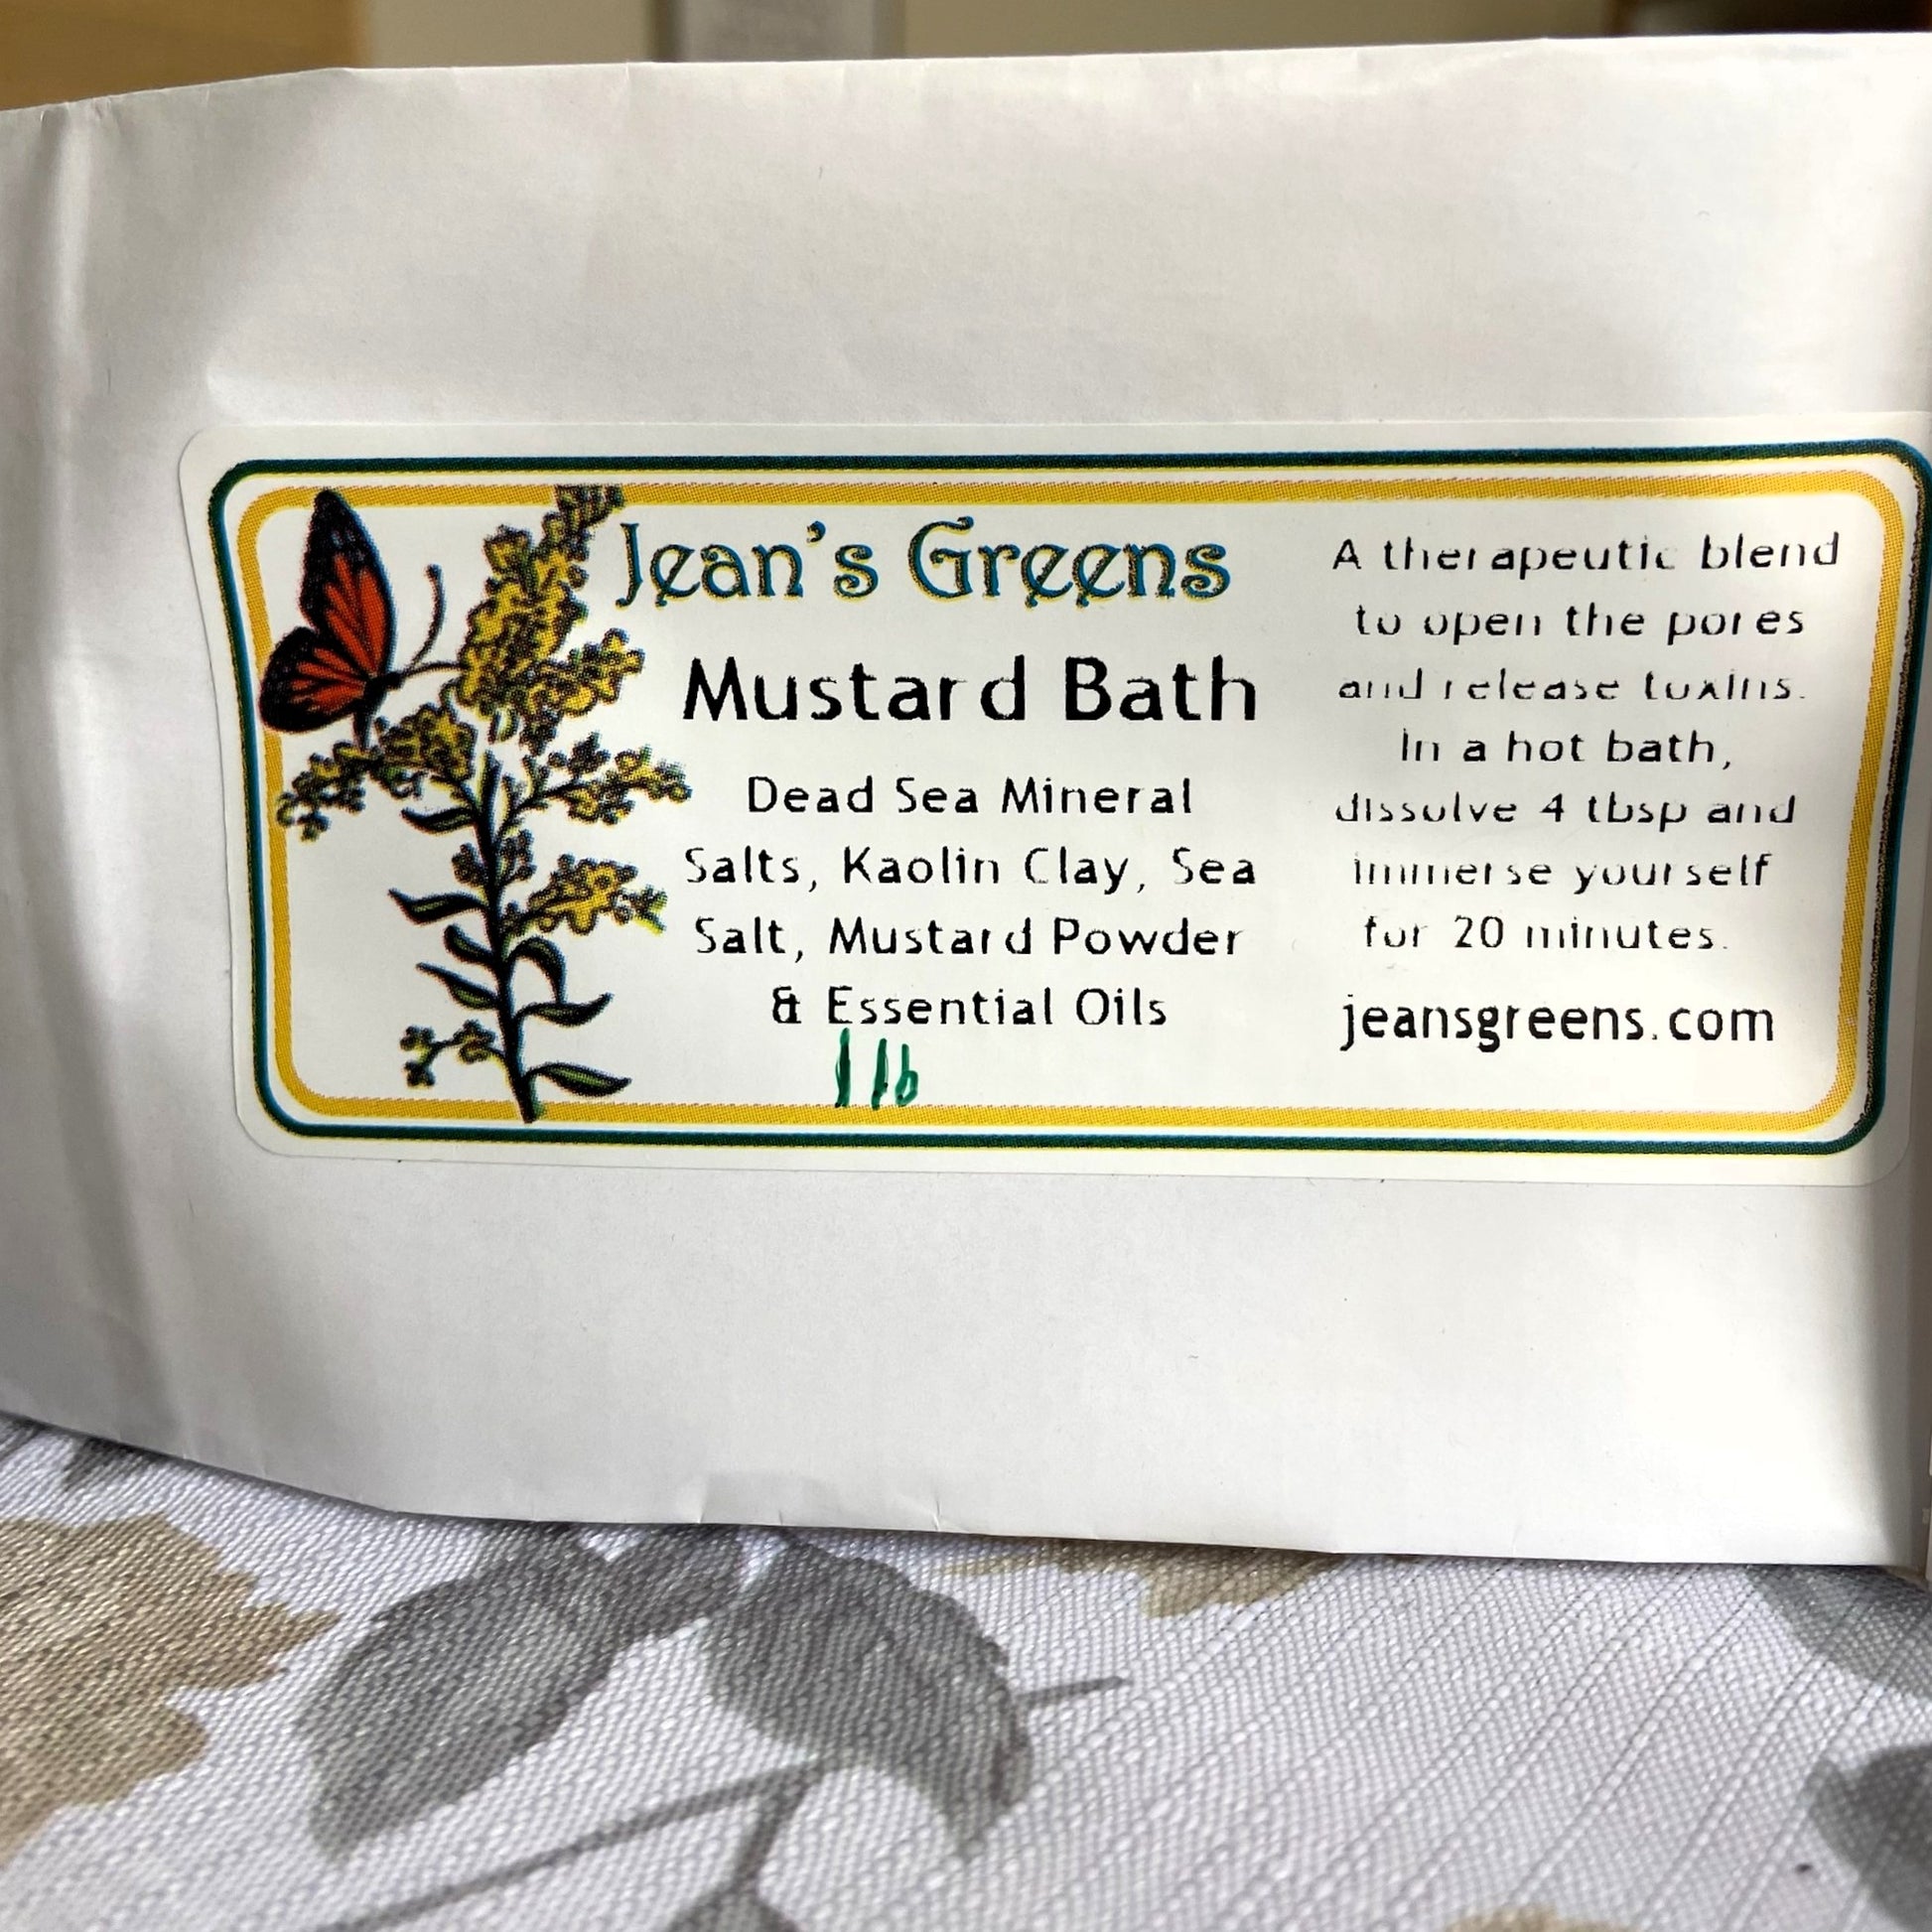 Jean's Greens
Mustard Bath
Dead Sea Mineral
Salts, Kaolin Clay, Sea
Salt, Mustard Powder
& Essential Oils
1 lb
A therapeutic blend
to open the pores
and release toxins.
In a hot bath,
dissolve 4 tbsp and
immerse yourself
for 20 minutes.
jeansgreens.com